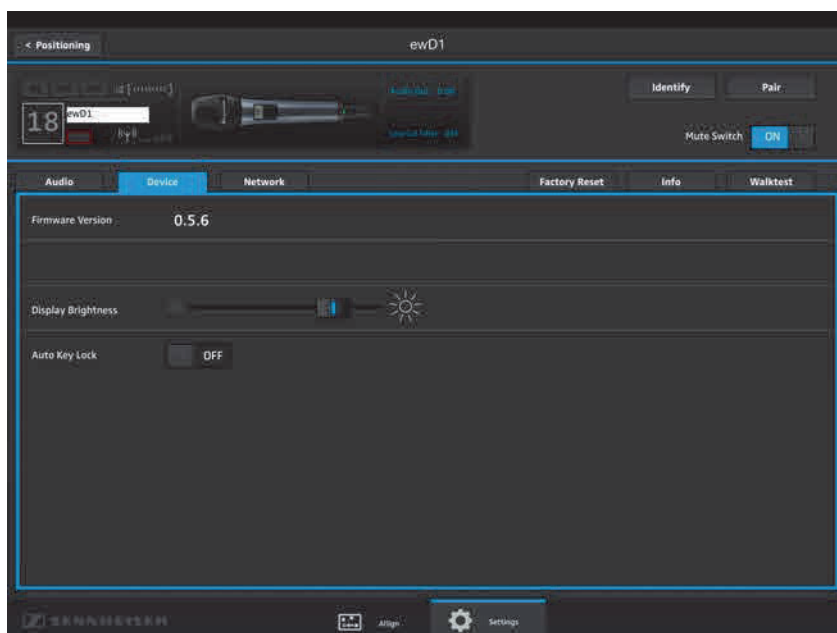 < Positioning
ewD1
Identify
Pair
18
ewD1
Mute Switch
ON
Audio
Device
Network
Factory Reset
Info
Walktest
Firmware Version
0.5.6
Display Brightness
Auto Key Lock
OFF
SENNHEISER
Align
Settings